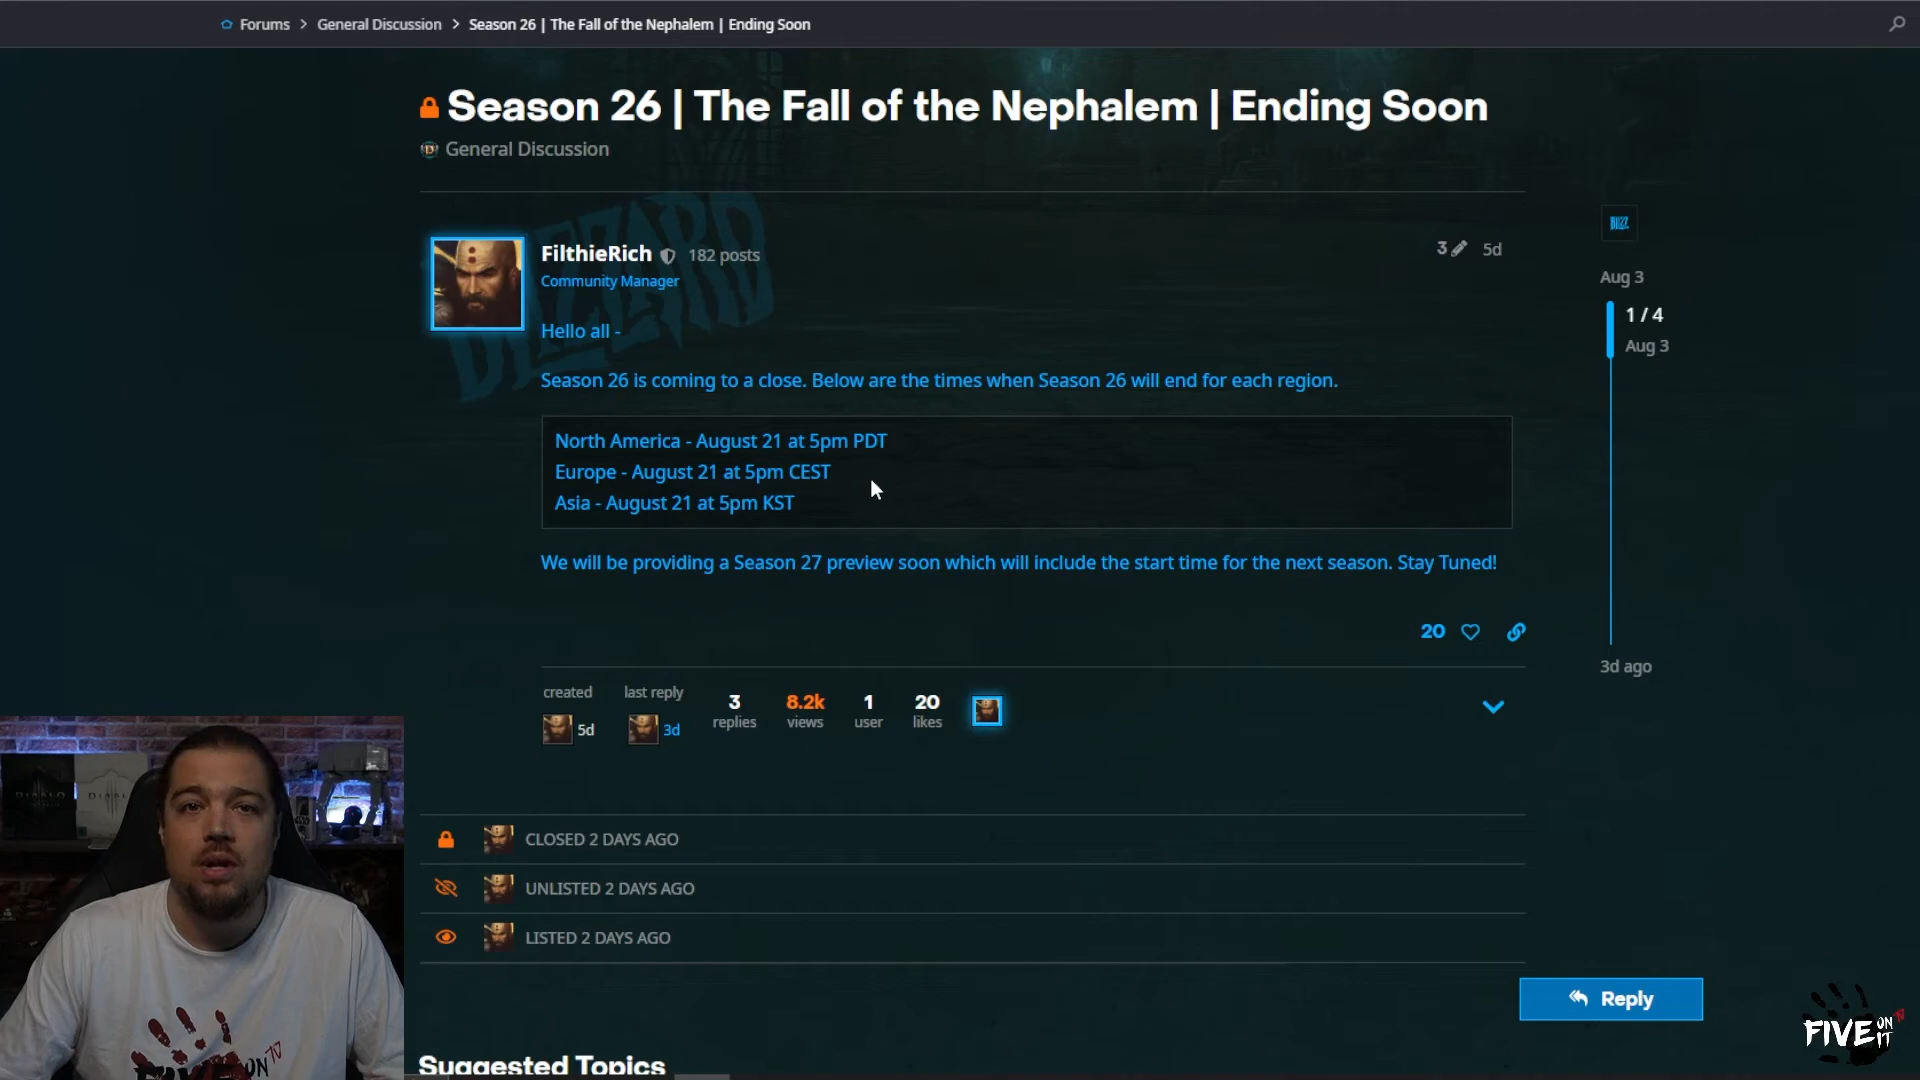 Forums > General Discussion > Season 26 | The Fall of the Nephalem | Ending Soon
Season 26 | The Fall of the Nephalem | Ending Soon
General Discussion
BLIZZARD
FilthieRich 182 posts
3 5d
Community Manager
Hello all -
Season 26 is coming to a close. Below are the times when Season 26 will end for each region.
North America - August 21 at 5pm PDT
Europe - August 21 at 5pm CEST
Asia - August 21 at 5pm KST
We will be providing a Season 27 preview soon which will include the start time for the next season. Stay Tuned!
20
BLIZZ
Aug 3
1 / 4
Aug 3
3d ago
created
5d
last reply
3d
3
replies
8.2k
views
1
user
20
likes
CLOSED 2 DAYS AGO
UNLISTED 2 DAYS AGO
LISTED 2 DAYS AGO
Reply
Suggested Topics
DIABLO
ON TV
FIVE ON IT TV